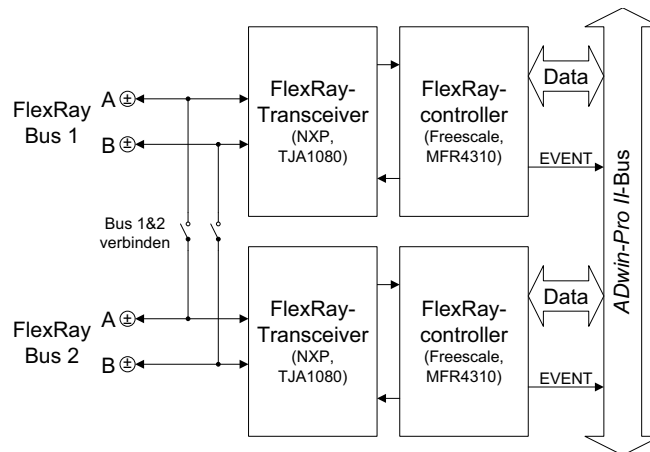 FlexRay
Bus 1
A
B
FlexRay-
Transceiver
(NXP,
TJA1080)
FlexRay-
controller
(Freescale,
MFR4310)
Data
EVENT
Bus 1&2
verbinden
FlexRay
Bus 2
A
B
FlexRay-
Transceiver
(NXP,
TJA1080)
FlexRay-
controller
(Freescale,
MFR4310)
Data
EVENT
ADwin-Pro II-Bus